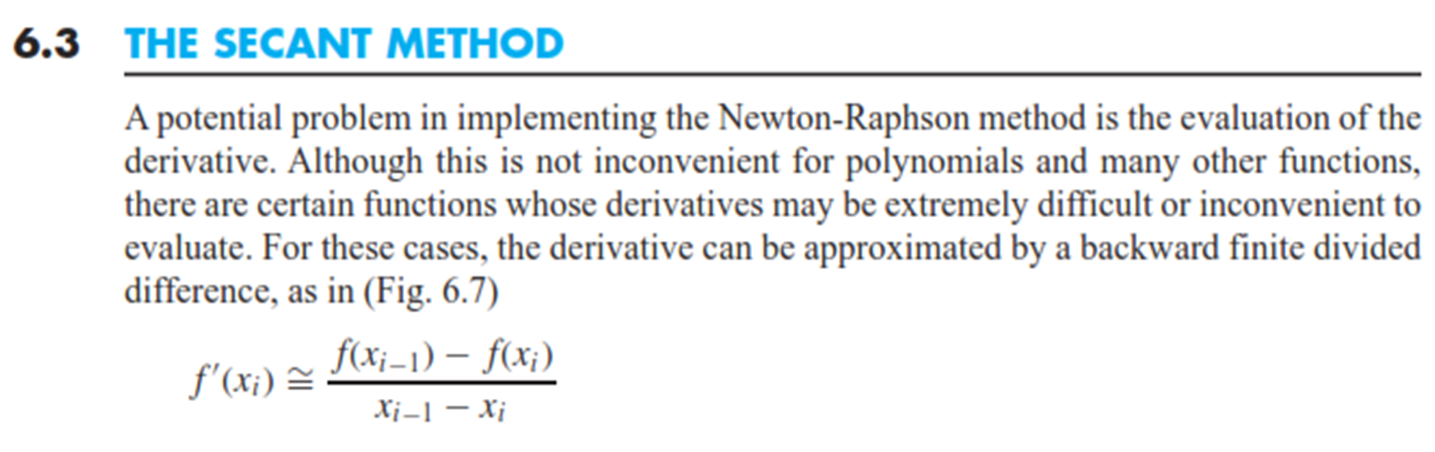 6.3 THE SECANT METHOD
A potential problem in implementing the Newton-Raphson method is the evaluation of the
derivative. Although this is not inconvenient for polynomials and many other functions,
there are certain functions whose derivatives may be extremely difficult or inconvenient to
evaluate. For these cases, the derivative can be approximated by a backward finite divided
difference, as in (Fig. 6.7)
f′(xᵢ) ≅ (f(xᵢ₋₁) − f(xᵢ)) / (xᵢ₋₁ − xᵢ)